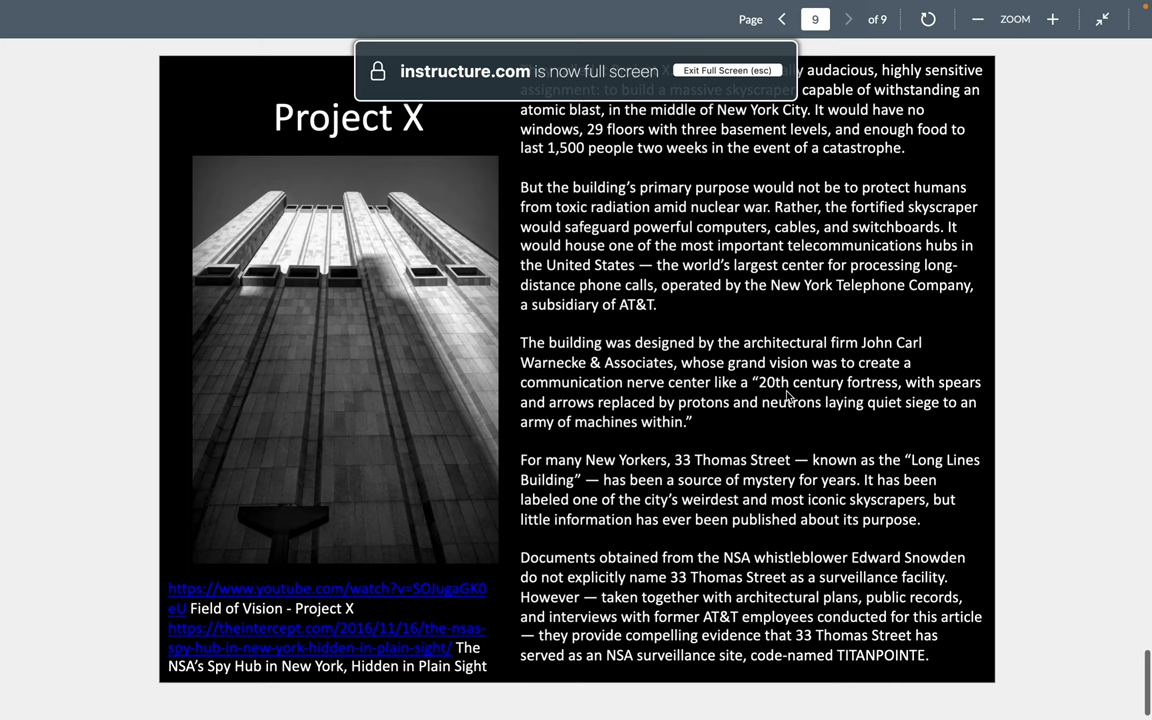 Page
9
of 9
ZOOM
instructure.com is now full screen
Exit Full Screen (esc)
Project X
audacious, highly sensitive
assignment: to build a massive skyscraper capable of withstanding an
atomic blast, in the middle of New York City. It would have no
windows, 29 floors with three basement levels, and enough food to
last 1,500 people two weeks in the event of a catastrophe.
But the building’s primary purpose would not be to protect humans
from toxic radiation amid nuclear war. Rather, the fortified skyscraper
would safeguard powerful computers, cables, and switchboards. It
would house one of the most important telecommunications hubs in
the United States — the world’s largest center for processing long-
distance phone calls, operated by the New York Telephone Company,
a subsidiary of AT&T.
The building was designed by the architectural firm John Carl
Warnecke & Associates, whose grand vision was to create a
communication nerve center like a “20th century fortress, with spears
and arrows replaced by protons and neutrons laying quiet siege to an
army of machines within.”
For many New Yorkers, 33 Thomas Street — known as the “Long Lines
Building” — has been a source of mystery for years. It has been
labeled one of the city’s weirdest and most iconic skyscrapers, but
little information has ever been published about its purpose.
Documents obtained from the NSA whistleblower Edward Snowden
do not explicitly name 33 Thomas Street as a surveillance facility.
However — taken together with architectural plans, public records,
and interviews with former AT&T employees conducted for this article
— they provide compelling evidence that 33 Thomas Street has
served as an NSA surveillance site, code-named TITANPOINTE.
https://www.youtube.com/watch?v=SOJugaGK0
eU Field of Vision - Project X
https://theintercept.com/2016/11/16/the-nsas-
spy-hub-in-new-york-hidden-in-plain-sight/ The
NSA’s Spy Hub in New York, Hidden in Plain Sight